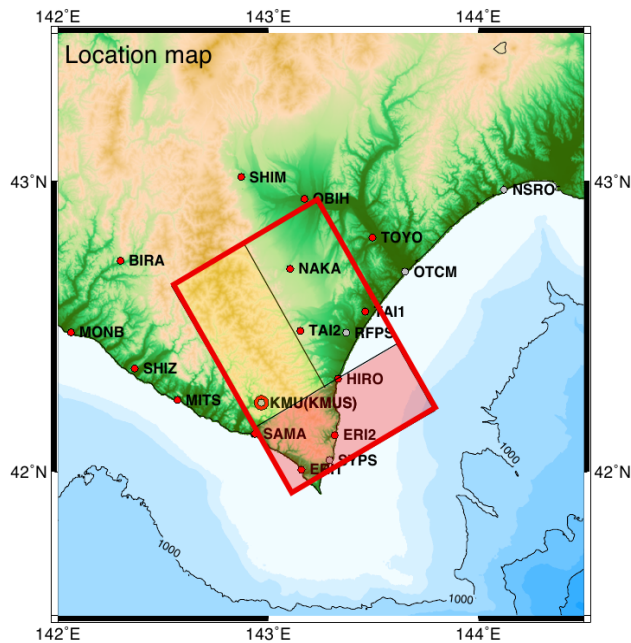 142˚E
143˚E
144˚E
Location map
SHIM
43˚N
43˚N
OBIH
NSRO
TOYO
BIRA
NAKA
OTCM
TAI1
MONB
TAI2
RFPS
SHIZ
HIRO
MITS
KMU(KMUS)
SAMA
ERI2
1000
SYPS
42˚N
ERI1
42˚N
1000
1000
142˚E
143˚E
144˚E